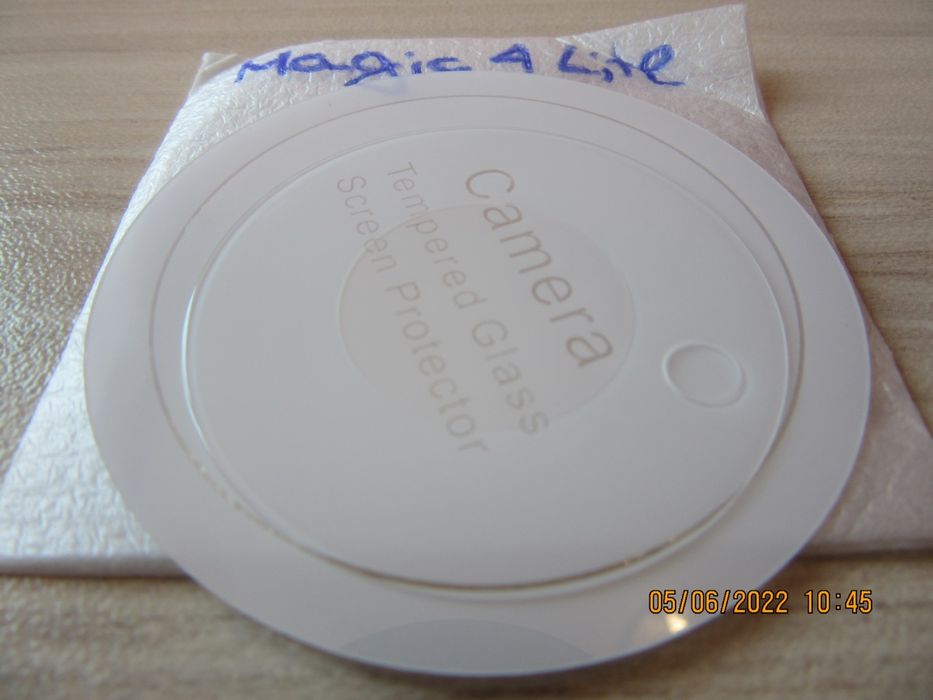 Magic 4 Lite
Camera
Tempered Glass
Screen Protector
05/06/2022 10:45